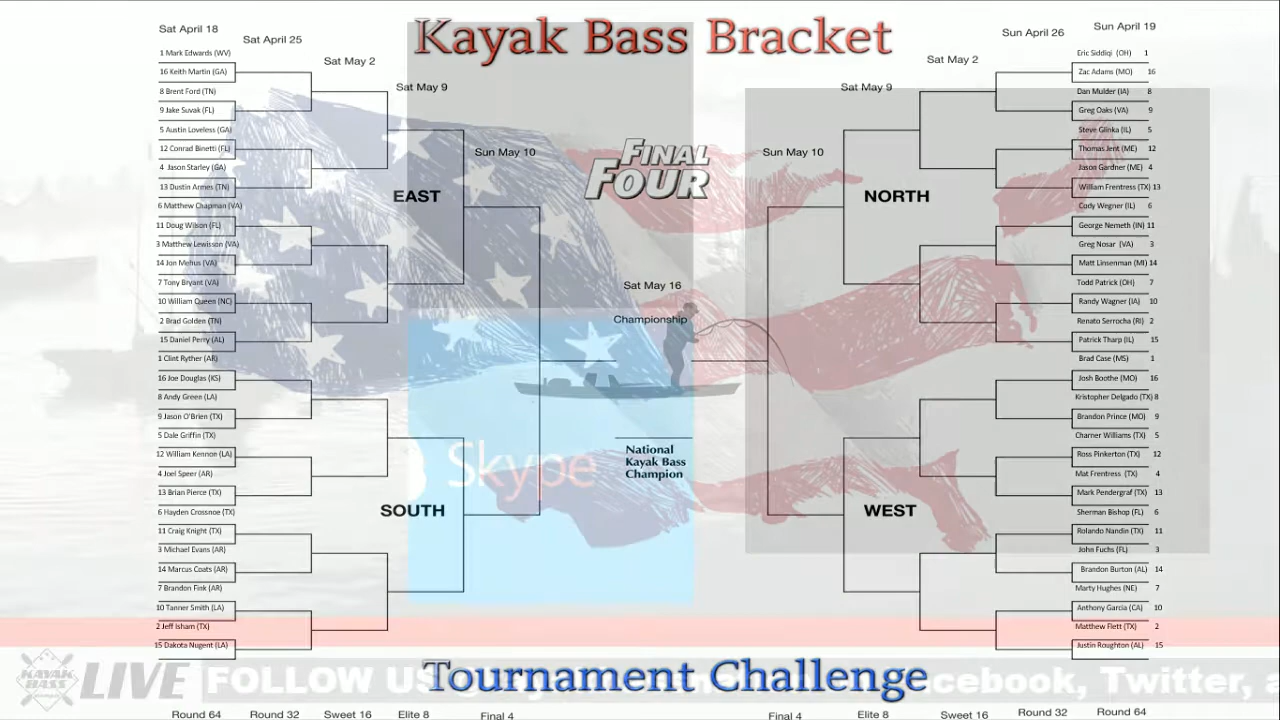 Kayak Bass Bracket
Sat April 18
Sat April 25
Sat May 2
Sat May 9
Sun May 10
1 Mark Edwards (WV)
16 Keith Martin (GA)
8 Brent Ford (TN)
9 Jake Suvak (FL)
5 Austin Loveless (GA)
12 Conrad Binetti (FL)
4 Jason Starley (GA)
13 Dustin Armes (TN)
6 Matthew Chapman (VA)
11 Doug Wilson (FL)
3 Matthew Lewisson (VA)
14 Jon Mehus (VA)
7 Tony Bryant (VA)
10 William Queen (NC)
2 Brad Golden (TN)
15 Daniel Perry (AL)
EAST
1 Clint Ryther (AR)
16 Joe Douglas (KS)
8 Andy Green (LA)
9 Jason O'Brien (TX)
5 Dale Griffin (TX)
12 William Kennon (LA)
4 Joel Speer (AR)
13 Brian Pierce (TX)
6 Hayden Crossnoe (TX)
11 Craig Knight (TX)
3 Michael Evans (AR)
14 Marcus Coats (AR)
7 Brandon Fink (AR)
10 Tanner Smith (LA)
2 Jeff Isham (TX)
15 Dakota Nugent (LA)
SOUTH
FINAL
FOUR
Sat May 16
Championship
National
Kayak Bass
Champion
Skype
Sun April 19
Sun April 26
Sat May 2
Sat May 9
Sun May 10
Eric Siddiqi (OH) 1
Zac Adams (MO) 16
Dan Mulder (IA) 8
Greg Oaks (VA) 9
Steve Glinka (IL) 5
Thomas Jent (ME) 12
Jason Gardner (ME) 4
William Frentress (TX) 13
Cody Wegner (IL) 6
George Nemeth (IN) 11
Greg Nosar (VA) 3
Matt Linsenman (MI) 14
Todd Patrick (OH) 7
Randy Wagner (IA) 10
Renato Serrocha (RI) 2
Patrick Tharp (IL) 15
NORTH
Brad Case (MS) 1
Josh Boothe (MO) 16
Kristopher Delgado (TX) 8
Brandon Prince (MO) 9
Charner Williams (TX) 5
Ross Pinkerton (TX) 12
Mat Frentress (TX) 4
Mark Pendergraf (TX) 13
Sherman Bishop (FL) 6
Rolando Nandin (TX) 11
John Fuchs (FL) 3
Brandon Burton (AL) 14
Marty Hughes (NE) 7
Anthony Garcia (CA) 10
Matthew Flett (TX) 2
Justin Roughton (AL) 15
WEST
KAYAK
BASS
LIVE
FOLLOW Facebook, Twitter, a
Tournament Challenge
Round 64 Round 32 Sweet 16 Elite 8 Final 4 Final 4 Elite 8 Sweet 16 Round 32 Round 64